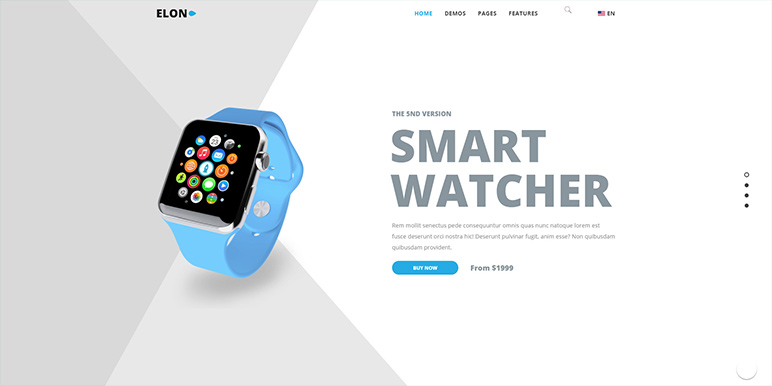 ELON
HOME DEMOS PAGES FEATURES EN
THE 5ND VERSION
SMART
WATCHER
Rem mollit senectus pede consequuntur omnis quas nunc natoque lorem est
fusce deserunt orci nostra hic! Deserunt pulvinar fugit, anim esse? Non quibusdam
quibusdam provident.
BUY NOW From $1999